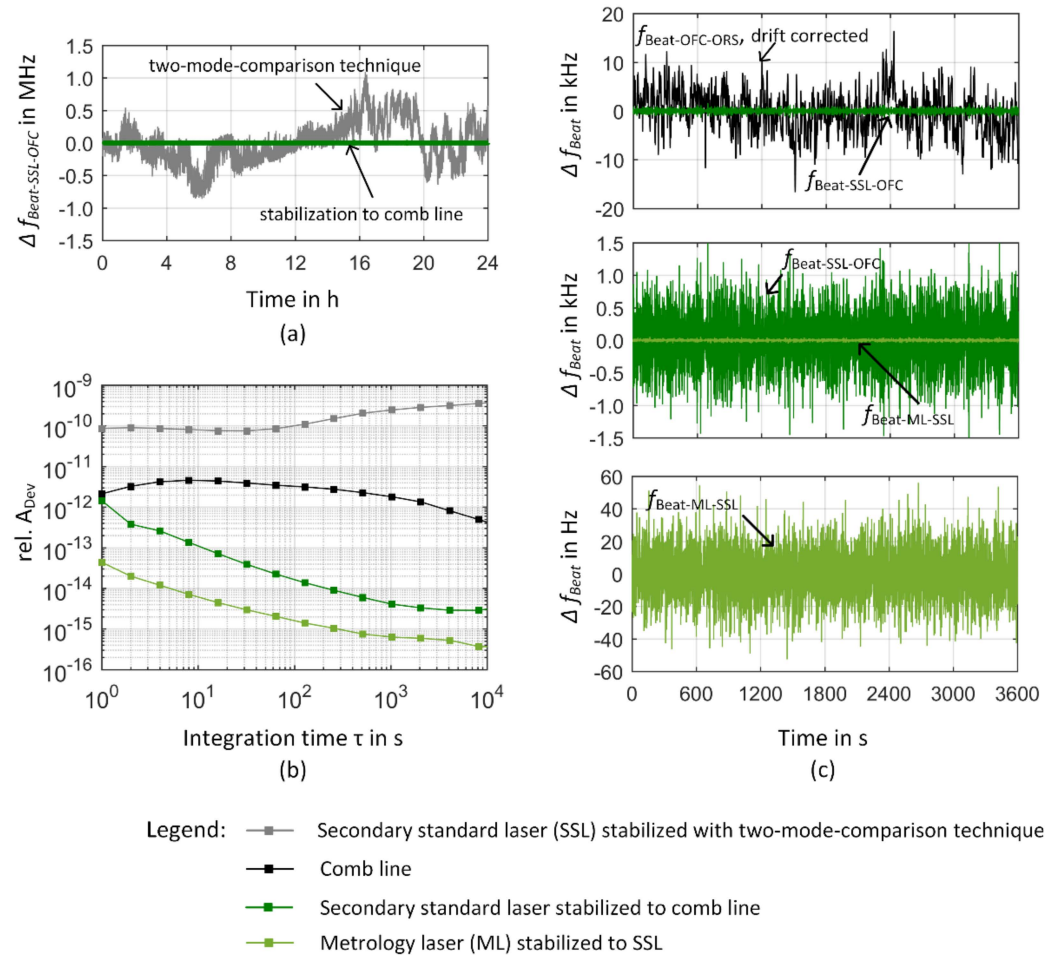 1.5
1.0
0.5
0.0
-0.5
-1.0
-1.5
Δ f_Beat-SSL-OFC in MHz
two-mode-comparison technique
stabilization to comb line
0 4 8 12 16 20 24
Time in h
(a)
10^-9
10^-10
10^-11
10^-12
10^-13
10^-14
10^-15
10^-16
rel. A_Dev
10^0 10^1 10^2 10^3 10^4
Integration time τ in s
(b)
20
10
0
-10
-20
Δ f_Beat in kHz
f_Beat-OFC-ORS, drift corrected
f_Beat-SSL-OFC
1.5
1.0
0.5
0.0
-0.5
-1.0
-1.5
Δ f_Beat in kHz
f_Beat-SSL-OFC
f_Beat-ML-SSL
60
40
20
0
-20
-40
-60
Δ f_Beat in Hz
f_Beat-ML-SSL
0 600 1200 1800 2400 3000 3600
Time in s
(c)
Legend:
Secondary standard laser (SSL) stabilized with two-mode-comparison technique
Comb line
Secondary standard laser stabilized to comb line
Metrology laser (ML) stabilized to SSL